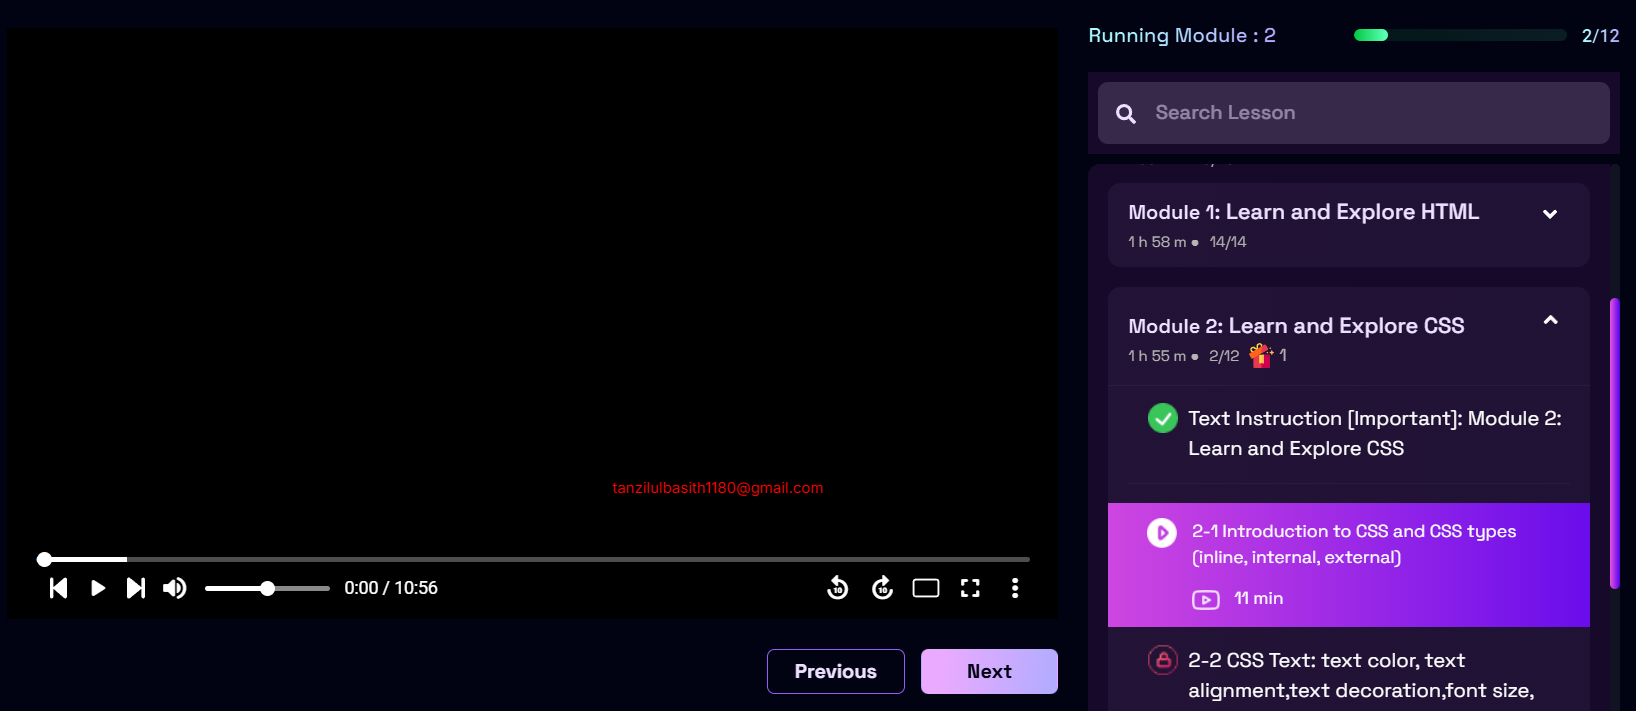 Running Module : 2
2/12
Search Lesson
Module 1: Learn and Explore HTML
1 h 58 m ● 14/14
Module 2: Learn and Explore CSS
1 h 55 m ● 2/12 1
Text Instruction [Important]: Module 2:
Learn and Explore CSS
2-1 Introduction to CSS and CSS types
(inline, internal, external)
11 min
2-2 CSS Text: text color, text
alignment,text decoration,font size,
tanzilulbasith1180@gmail.com
0:00 / 10:56
10
10
Previous
Next